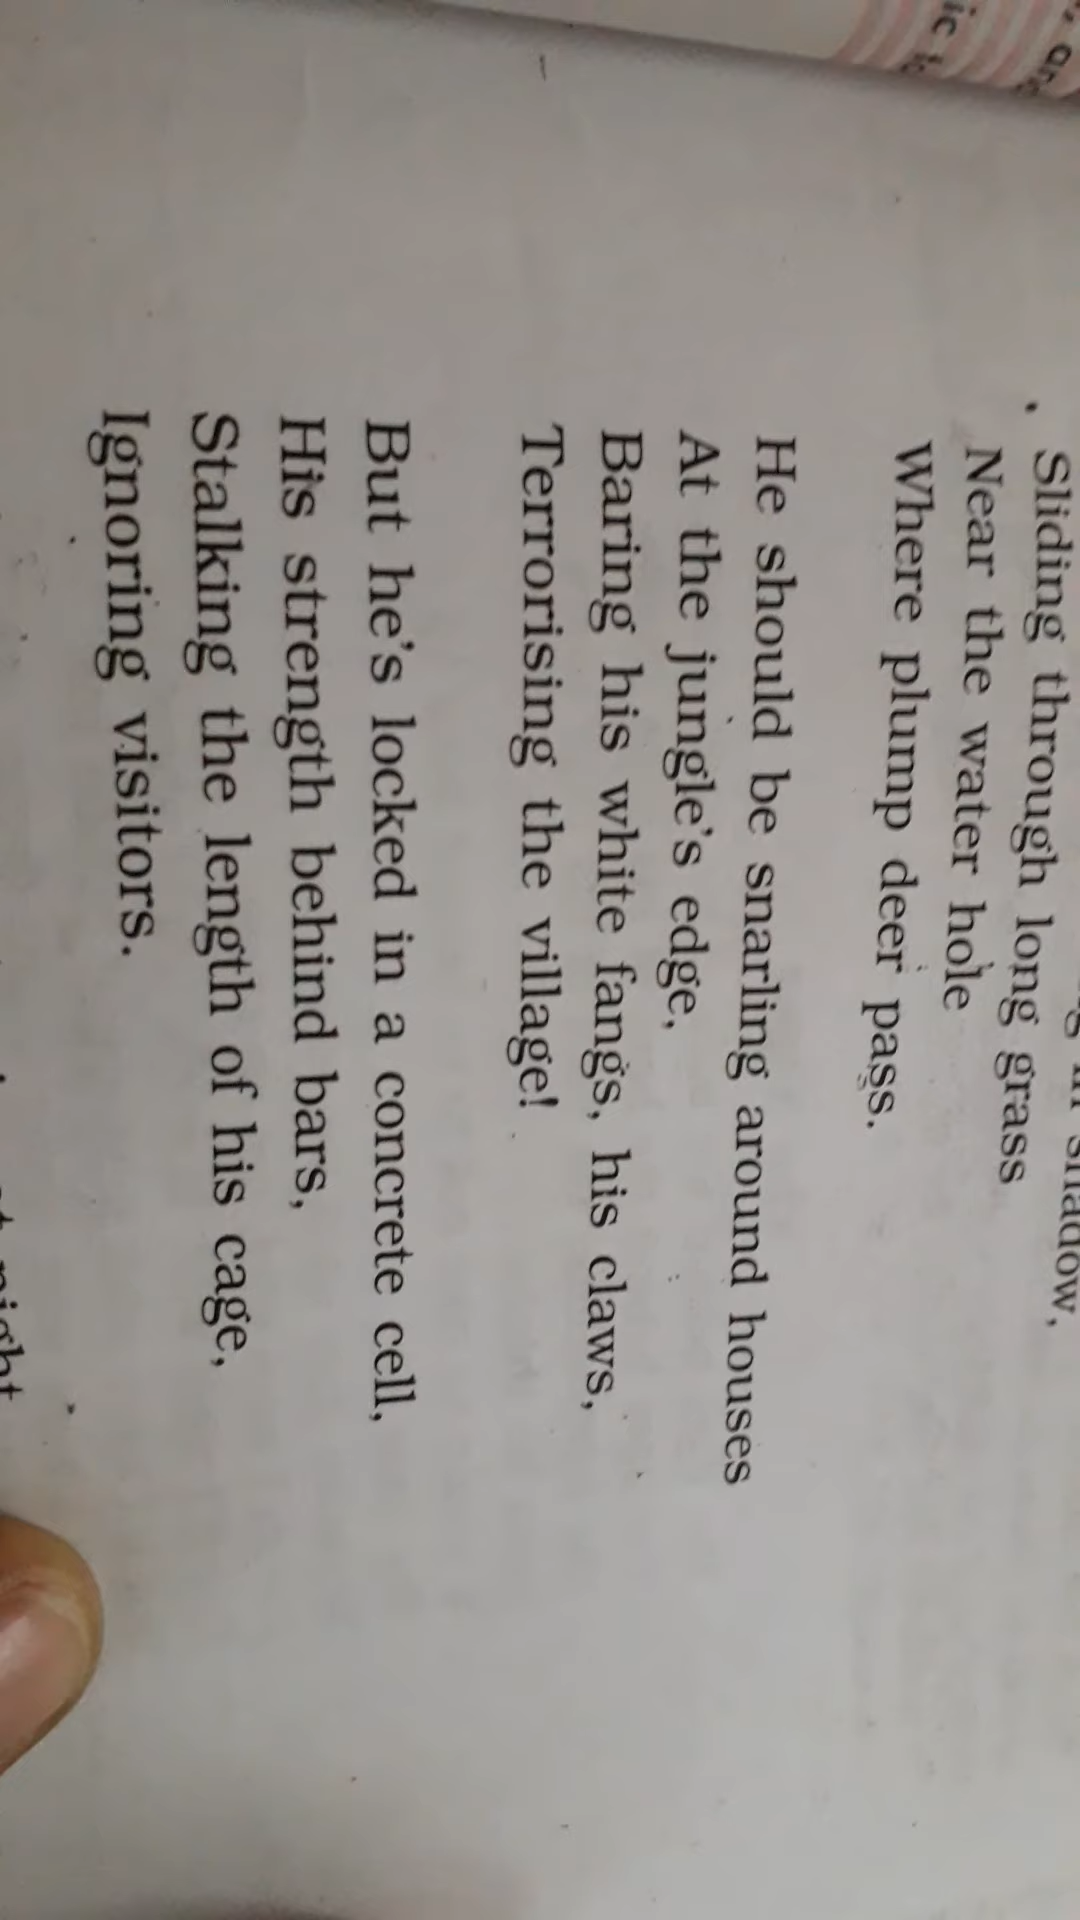 shadow,
Sliding through long grass
Near the water hole
Where plump deer pass.
He should be snarling around houses
At the jungle's edge,
Baring his white fangs, his claws,
Terrorising the village!
But he's locked in a concrete cell,
His strength behind bars,
Stalking the length of his cage,
Ignoring visitors.
night